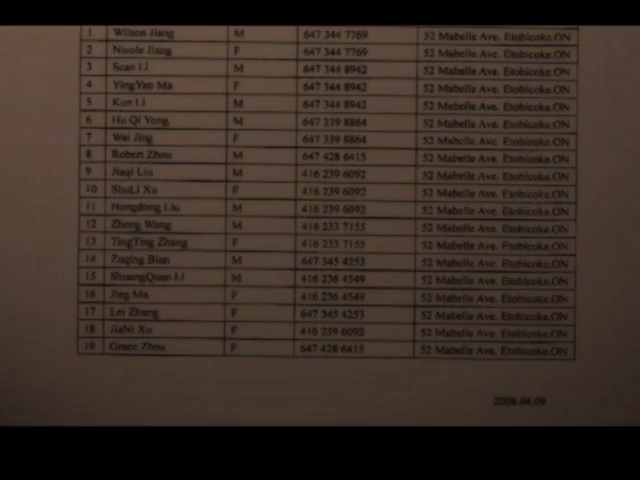 1 Wilson Jiang M 647 344 7769 52 Mabelle Ave. Etobicoke.ON
2 Nicole Jiang F 647 344 7769 52 Mabelle Ave. Etobicoke.ON
3 Sean Li M 647 344 8942 52 Mabelle Ave. Etobicoke.ON
4 YingYan Ma F 647 344 8942 52 Mabelle Ave. Etobicoke.ON
5 Kun Li M 647 344 8942 52 Mabelle Ave. Etobicoke.ON
6 Hu Qi Yong M 647 339 8864 52 Mabelle Ave. Etobicoke.ON
7 Wei Jing F 647 339 8864 52 Mabelle Ave. Etobicoke.ON
8 Robert Zhou M 647 428 6415 52 Mabelle Ave. Etobicoke.ON
9 Jiaqi Liu M 416 239 6092 52 Mabelle Ave. Etobicoke.ON
10 ShuLi Xu F 416 239 6092 52 Mabelle Ave. Etobicoke.ON
11 Hongdong Liu M 416 239 6092 52 Mabelle Ave. Etobicoke.ON
12 Zheng Wang M 416 233 7155 52 Mabelle Ave. Etobicoke.ON
13 TingTing Zhang F 416 233 7155 52 Mabelle Ave. Etobicoke.ON
14 Zuqing Bian M 647 345 4253 52 Mabelle Ave. Etobicoke.ON
15 ShuangQuan Li M 416 236 4549 52 Mabelle Ave. Etobicoke.ON
16 Jing Ma F 416 236 4549 52 Mabelle Ave. Etobicoke.ON
17 Lei Zhang F 647 345 4253 52 Mabelle Ave. Etobicoke.ON
18 JiaNi Xu F 416 239 6092 52 Mabelle Ave. Etobicoke.ON
19 Grace Zhou F 647 428 6415 52 Mabelle Ave. Etobicoke.ON
2008.04.09